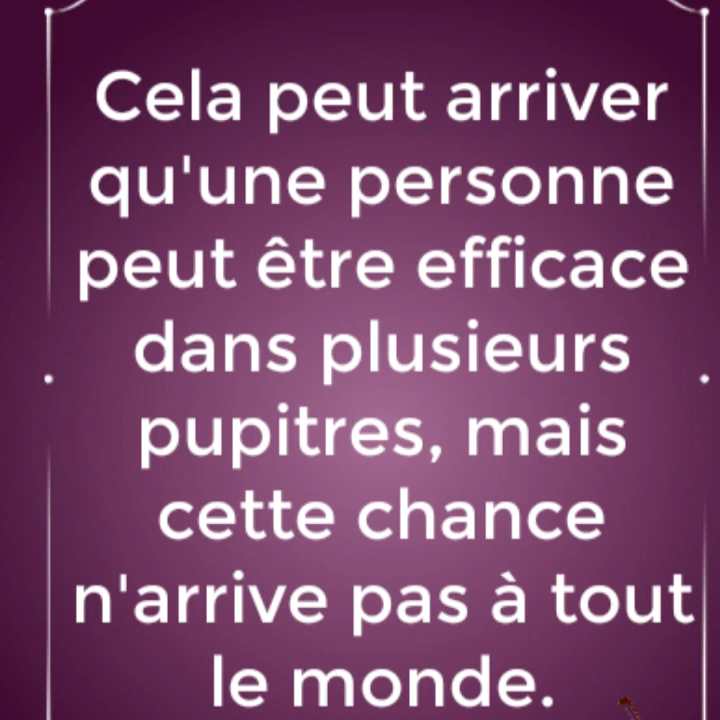 Cela peut arriver
qu'une personne
peut être efficace
dans plusieurs
pupitres, mais
cette chance
n'arrive pas à tout
le monde.